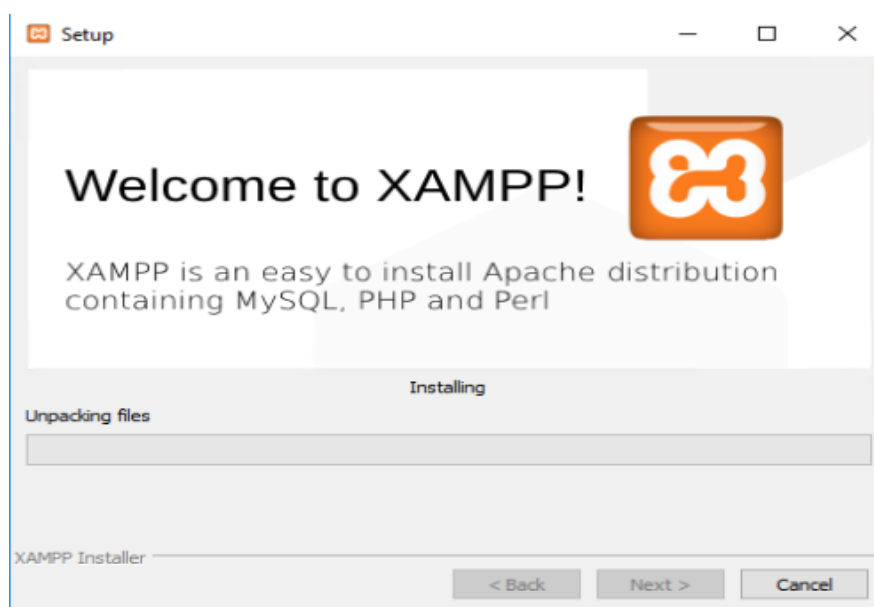 Setup
Welcome to XAMPP!
XAMPP is an easy to install Apache distribution
containing MySQL, PHP and Perl
Installing
Unpacking files
XAMPP Installer
< Back Next > Cancel